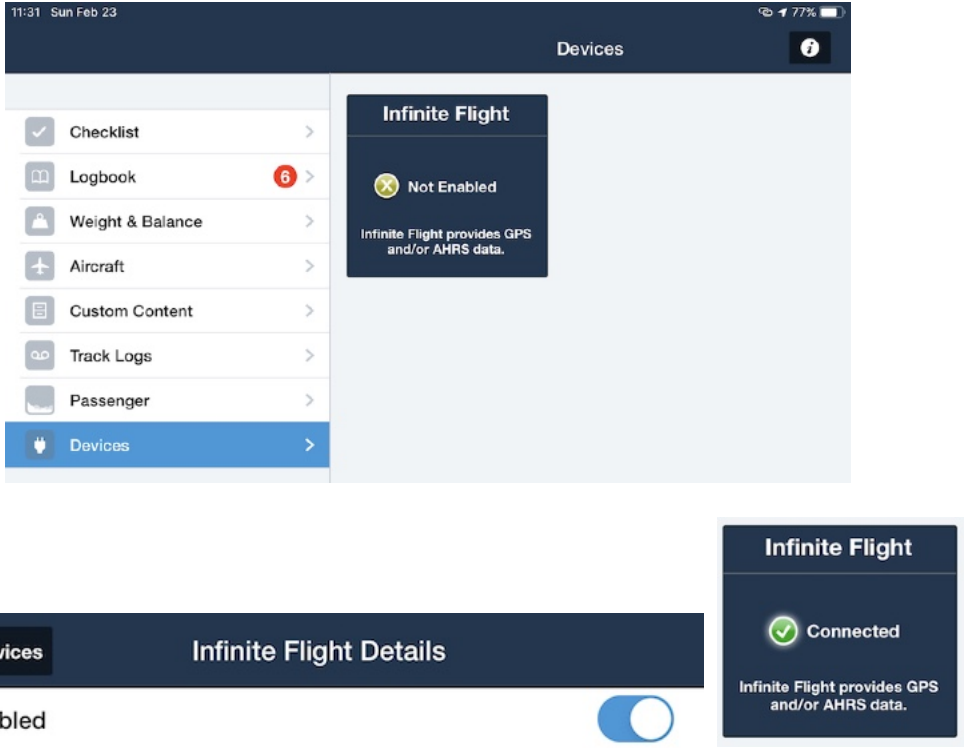 11:31 Sun Feb 23
77%
Devices
Checklist
Logbook
6
Weight & Balance
Aircraft
Custom Content
Track Logs
Passenger
Devices
Infinite Flight
Not Enabled
Infinite Flight provides GPS
and/or AHRS data.
vices
Infinite Flight Details
bled
Infinite Flight
Connected
Infinite Flight provides GPS
and/or AHRS data.